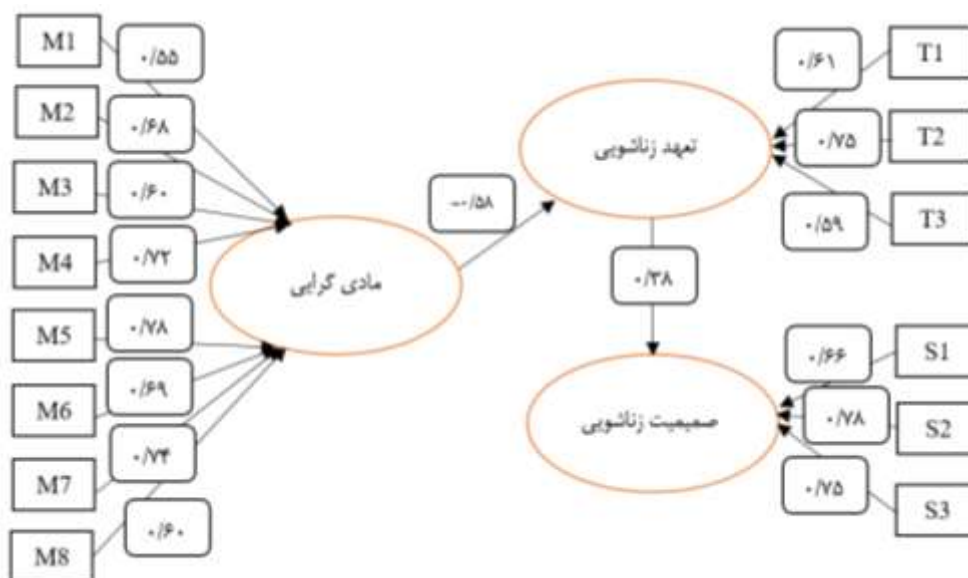 M1
۰/۵۵
M2
۰/۶۸
M3
۰/۶۰
M4
۰/۷۲
M5
۰/۷۸
M6
۰/۶۹
M7
۰/۷۴
M8
۰/۶۰
مادی گرایی
-۰/۵۸
تعهد زناشویی
T1
۰/۶۱
T2
۰/۷۵
T3
۰/۵۹
۰/۳۸
صمیمیت زناشویی
S1
۰/۶۶
S2
۰/۷۸
S3
۰/۷۵